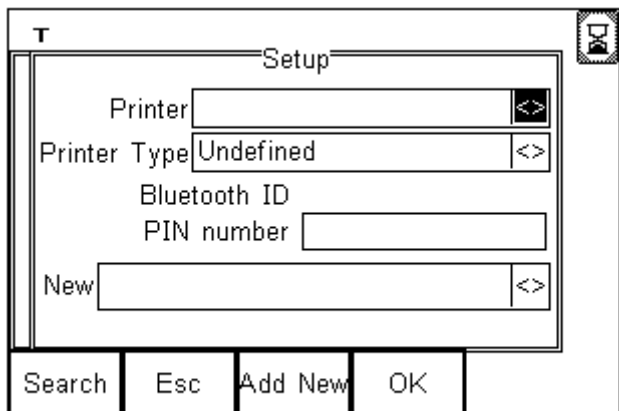 T
Setup
Printer <>
Printer Type Undefined <>
Bluetooth ID
PIN number
New <>
Search Esc Add New OK